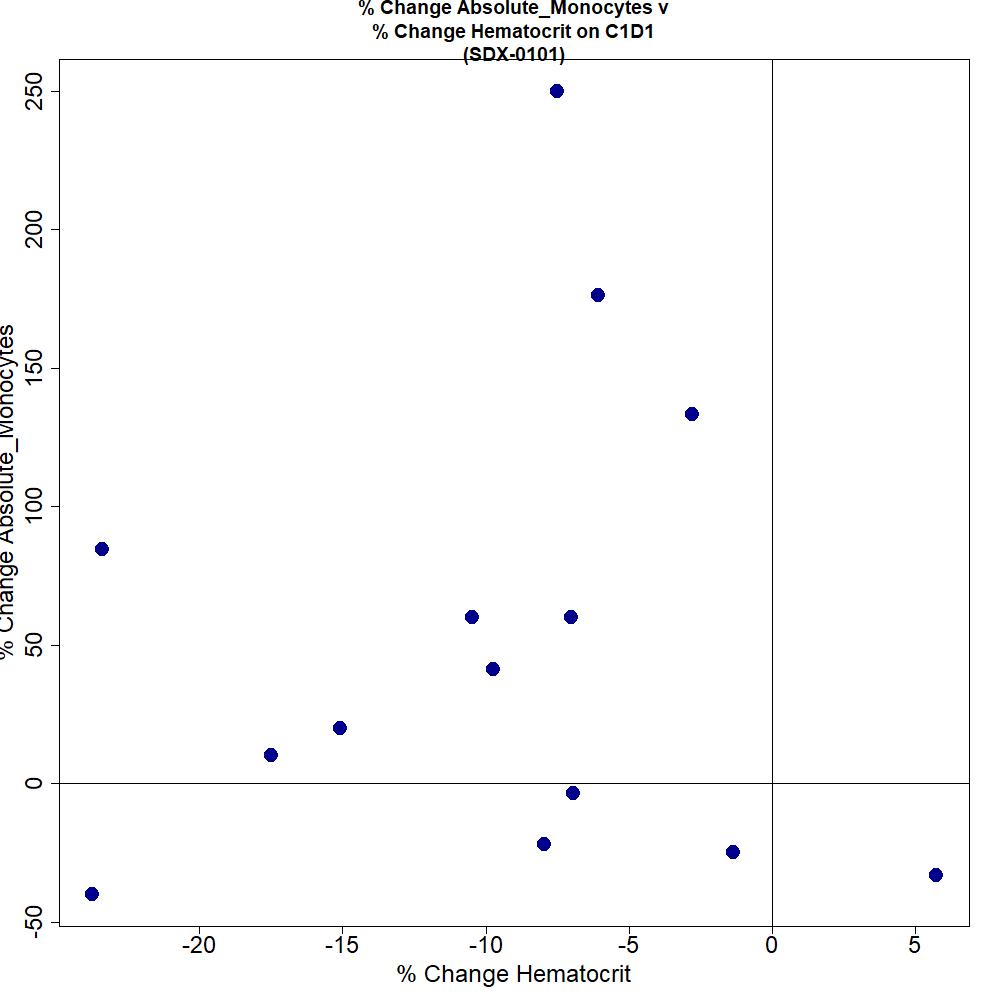 % Change Absolute_Monocytes v
% Change Hematocrit on C1D1
(SDX-0101)
% Change Absolute_Monocytes
250
200
150
100
50
0
-50
-20
-15
-10
-5
0
5
% Change Hematocrit